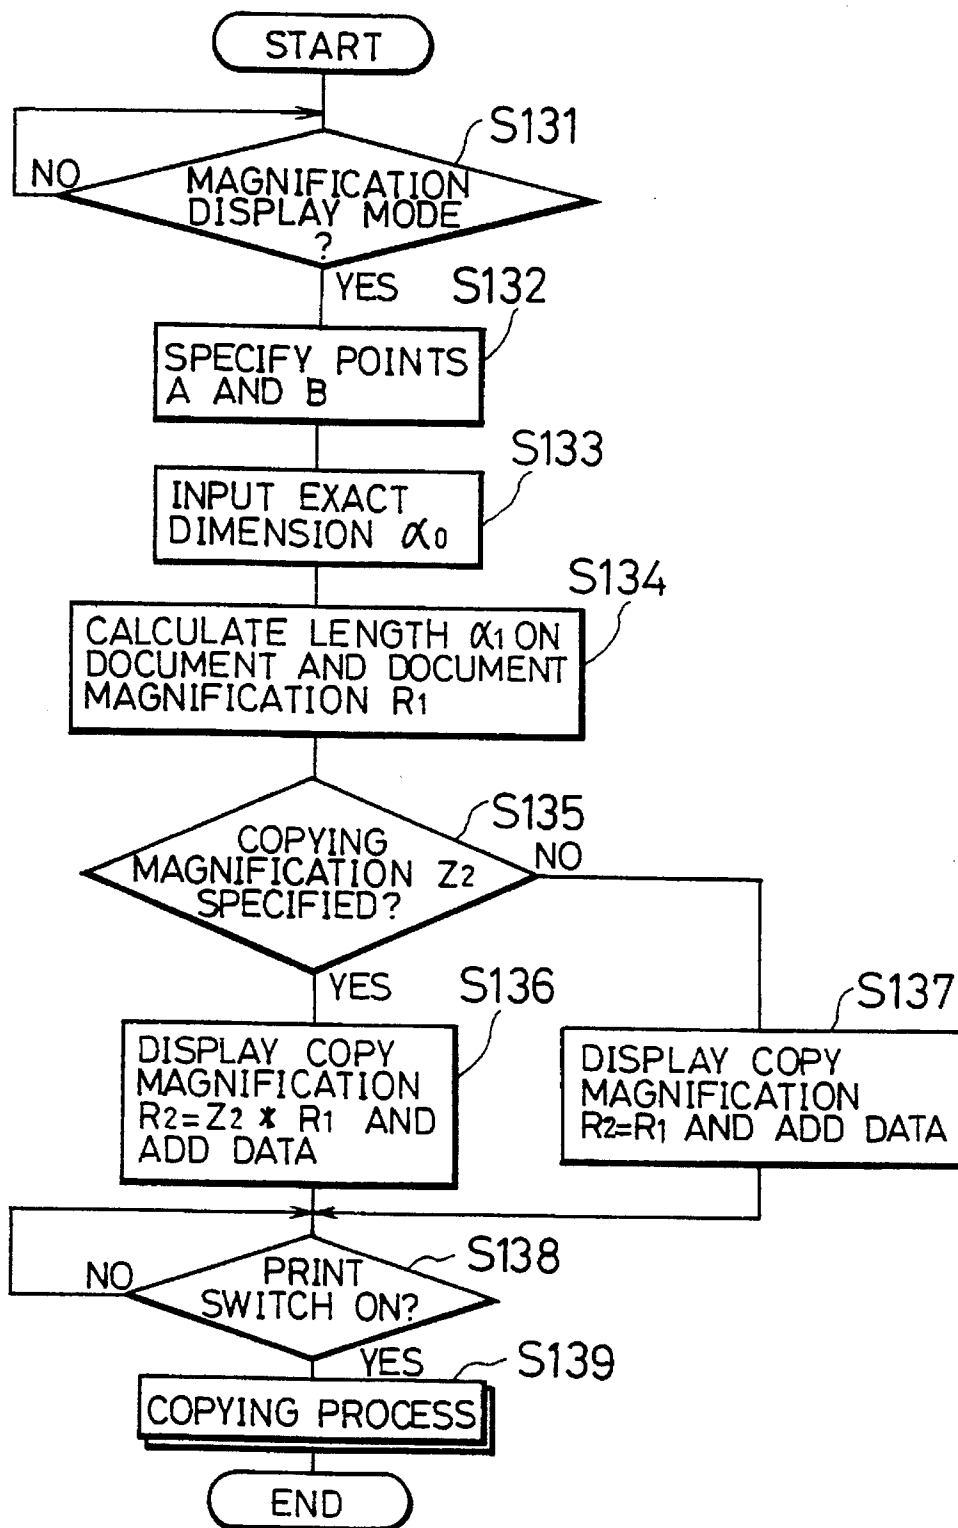 START
S131
NO
MAGNIFICATION
DISPLAY MODE
?
YES
S132
SPECIFY POINTS
A AND B
S133
INPUT EXACT
DIMENSION α0
S134
CALCULATE LENGTH α1 ON
DOCUMENT AND DOCUMENT
MAGNIFICATION R1
S135
COPYING
MAGNIFICATION Z2
SPECIFIED?
NO
YES
S136
DISPLAY COPY
MAGNIFICATION
R2=Z2 * R1 AND
ADD DATA
S137
DISPLAY COPY
MAGNIFICATION
R2=R1 AND ADD DATA
S138
NO
PRINT
SWITCH ON?
YES
S139
COPYING PROCESS
END